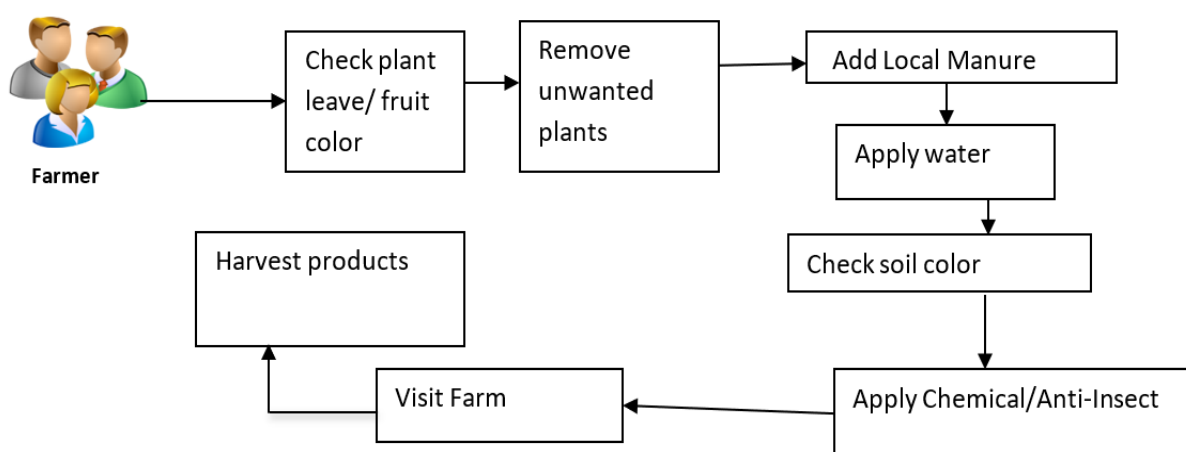 Farmer
Check plant
leave/ fruit
color
Remove
unwanted
plants
Add Local Manure
Apply water
Check soil color
Apply Chemical/Anti-Insect
Visit Farm
Harvest products